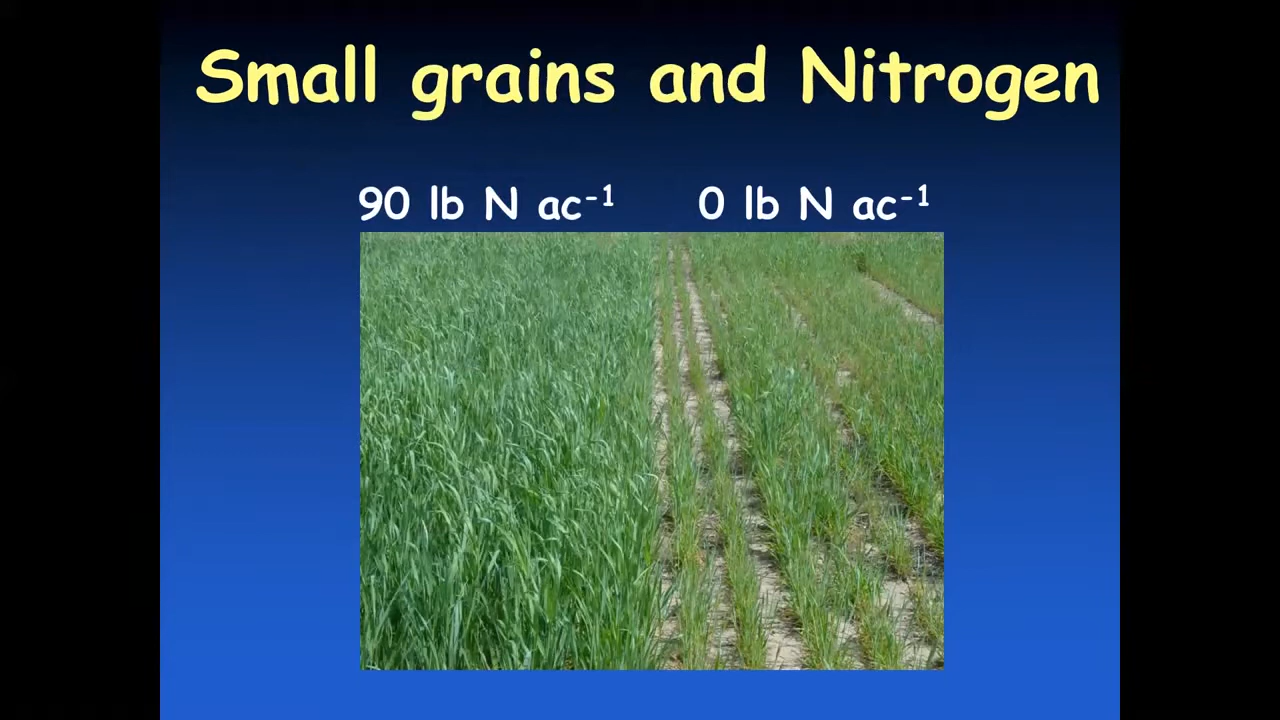 Small grains and Nitrogen
90 lb N ac⁻¹ 0 lb N ac⁻¹